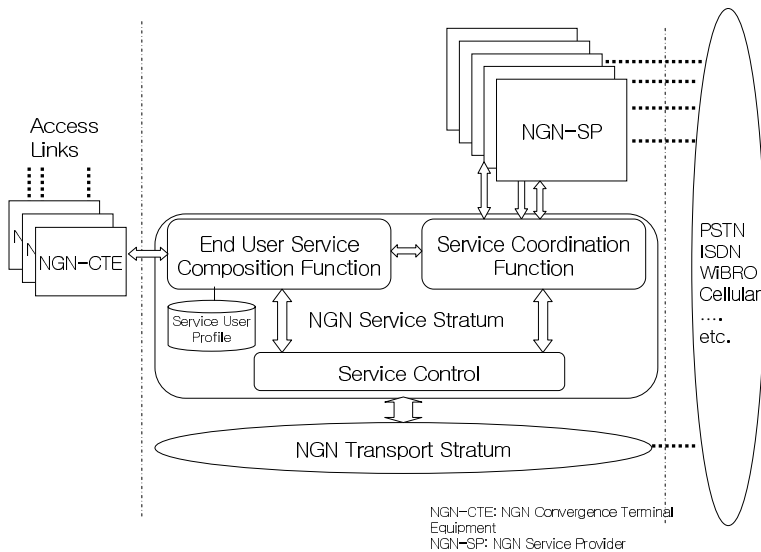 Access
Links
NGN-SP
N
N
NGN-CTE
End User Service
Composition Function
Service Coordination
Function
Service User
Profile
NGN Service Stratum
Service Control
NGN Transport Stratum
PSTN
ISDN
WiBRO
Cellular
....
etc.
NGN-CTE: NGN Convergence Terminal
Equipment
NGN-SP: NGN Service Provider